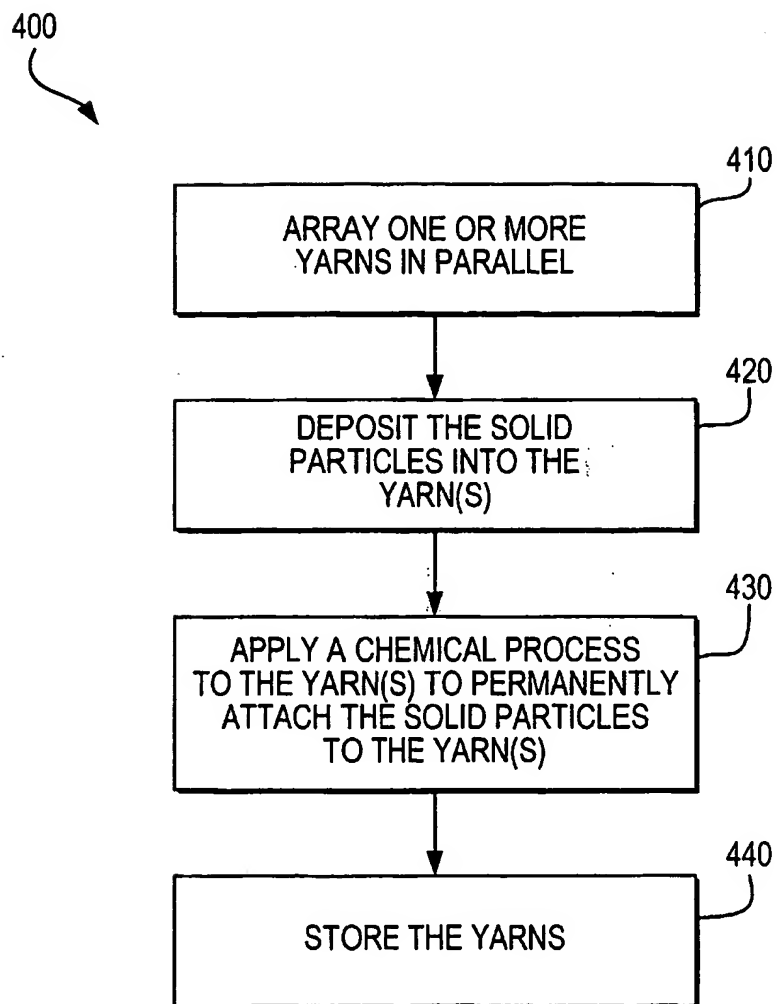 400
410
ARRAY ONE OR MORE
YARNS IN PARALLEL
420
DEPOSIT THE SOLID
PARTICLES INTO THE
YARN(S)
430
APPLY A CHEMICAL PROCESS
TO THE YARN(S) TO PERMANENTLY
ATTACH THE SOLID PARTICLES
TO THE YARN(S)
440
STORE THE YARNS